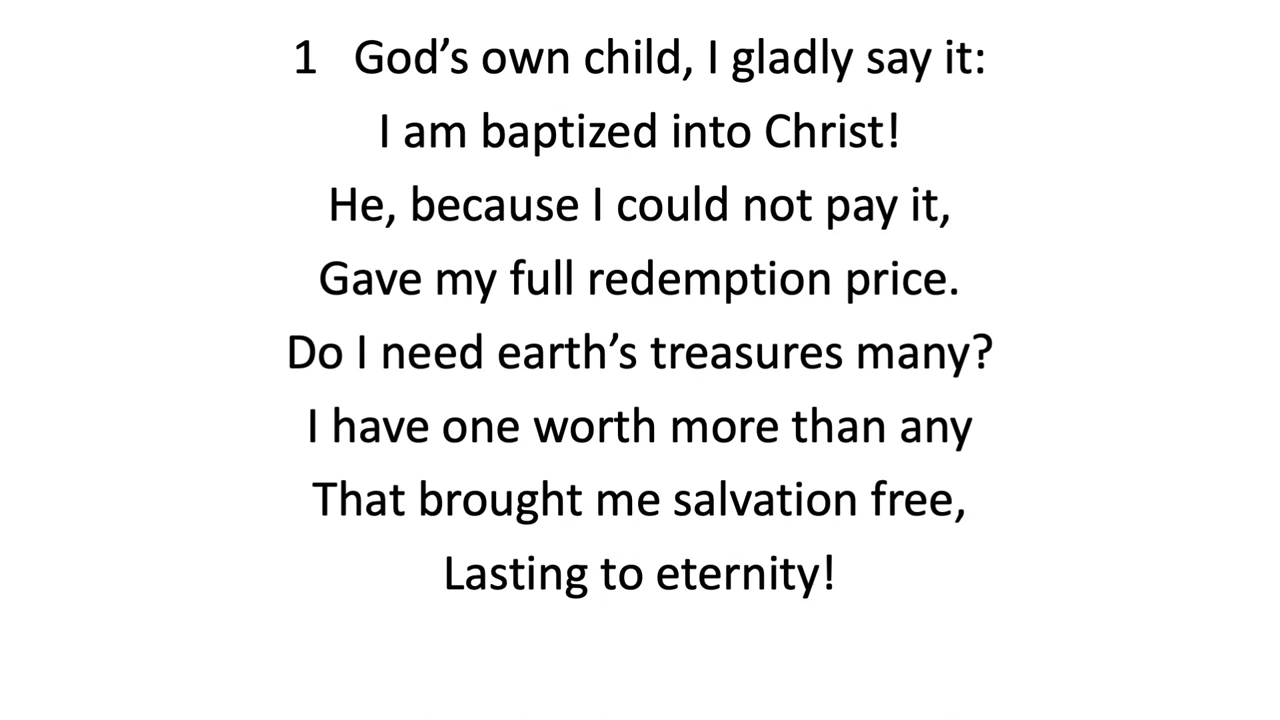 1 God’s own child, I gladly say it:
I am baptized into Christ!
He, because I could not pay it,
Gave my full redemption price.
Do I need earth’s treasures many?
I have one worth more than any
That brought me salvation free,
Lasting to eternity!